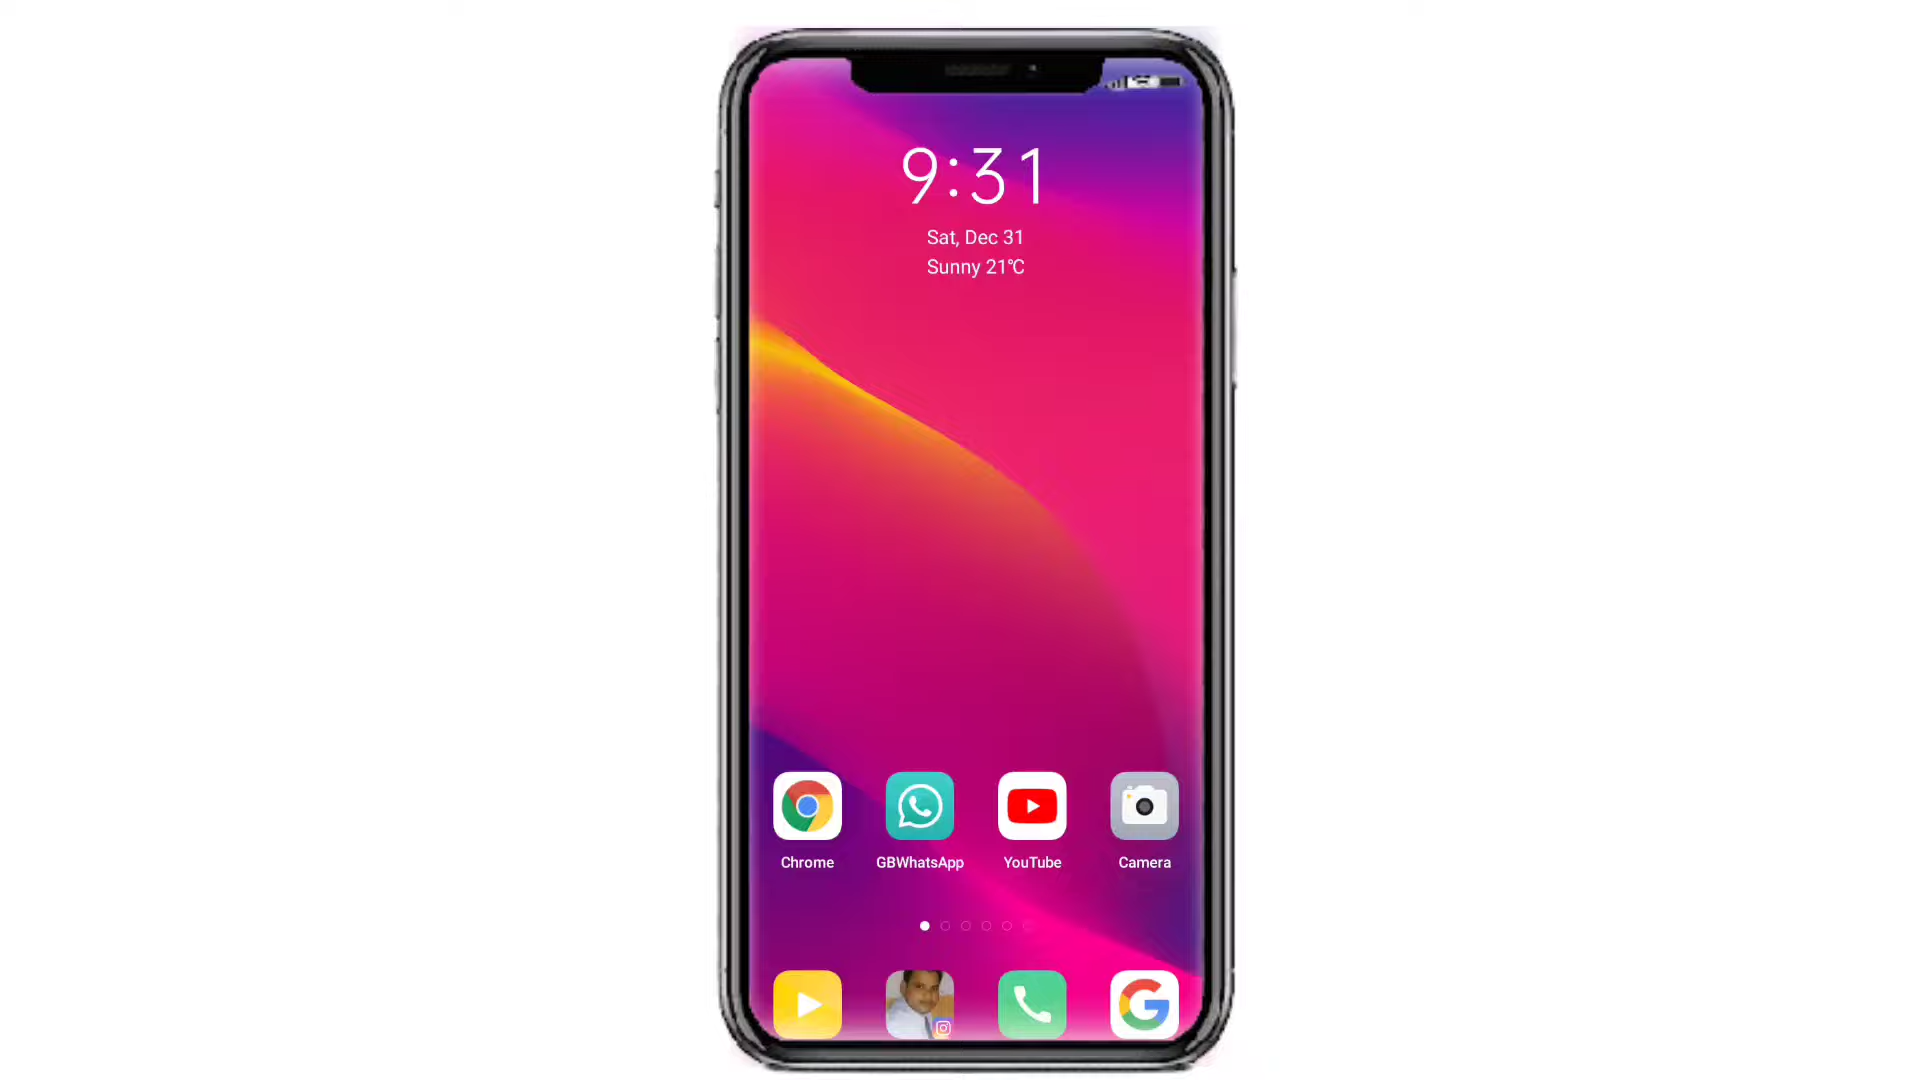 9:31
Sat, Dec 31
Sunny 21℃
Chrome
GBWhatsApp
YouTube
Camera